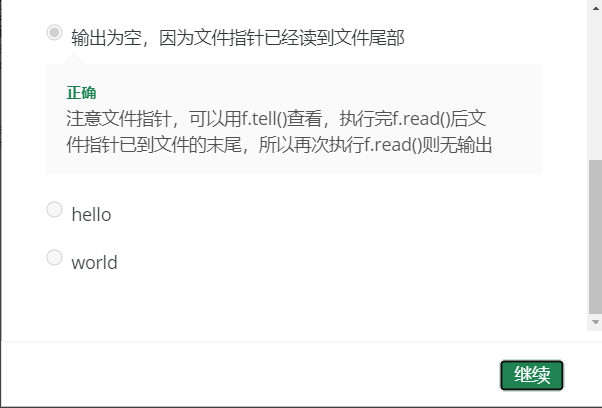 输出为空，因为文件指针已经读到文件尾部
正确
注意文件指针，可以用f.tell()查看，执行完f.read()后文
件指针已到文件的末尾，所以再次执行f.read()则无输出
hello
world
继续